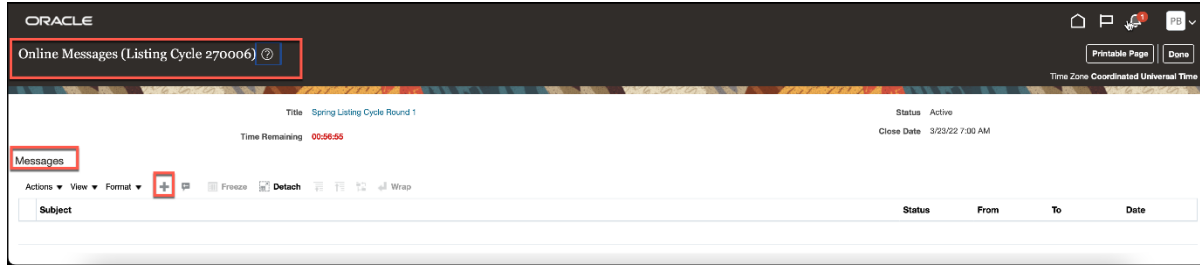 ORACLE
1
PB
Online Messages (Listing Cycle 270006) ?
Printable Page
Done
Time Zone Coordinated Universal Time
Title Spring Listing Cycle Round 1
Status Active
Time Remaining 00:56:55
Close Date 3/23/22 7:00 AM
Messages
Actions View Format Freeze Detach Wrap
Subject Status From To Date